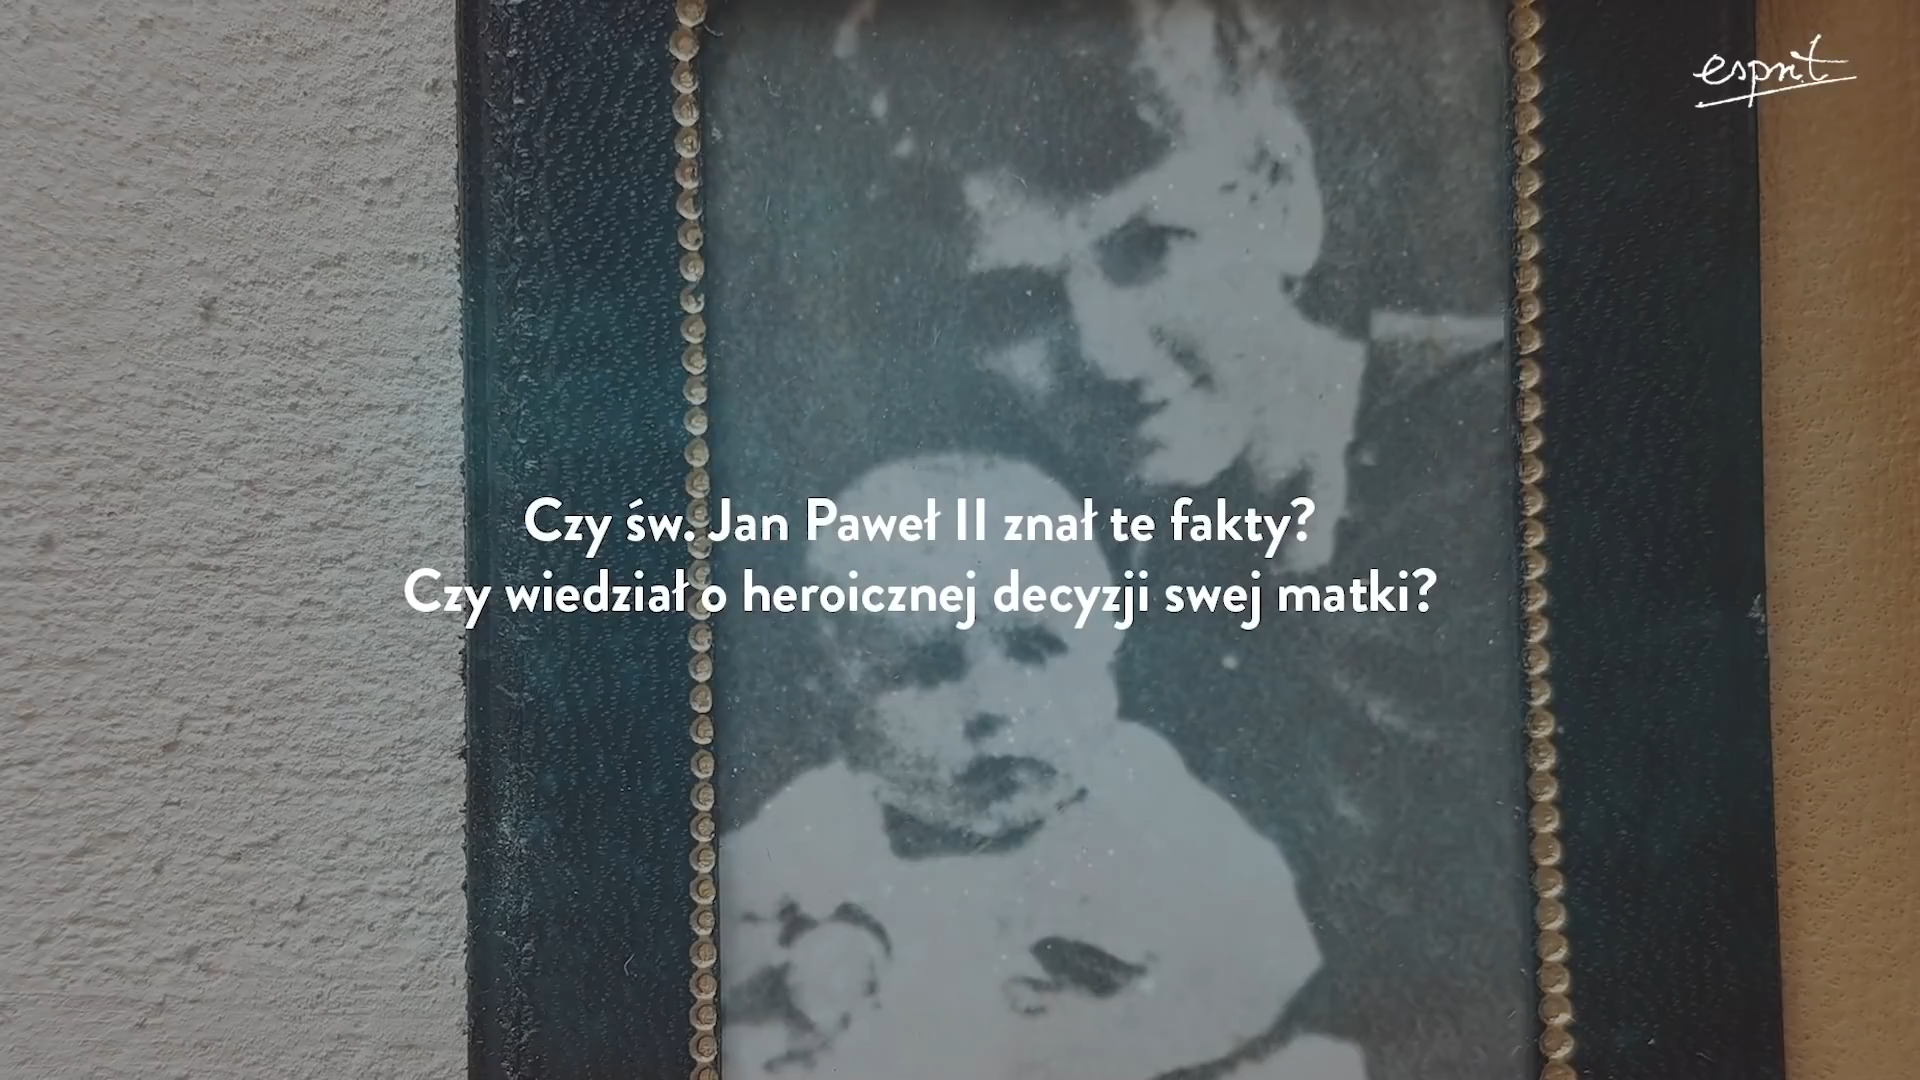 esprit
Czy św. Jan Paweł II znał te fakty?
Czy wiedział o heroicznej decyzji swej matki?